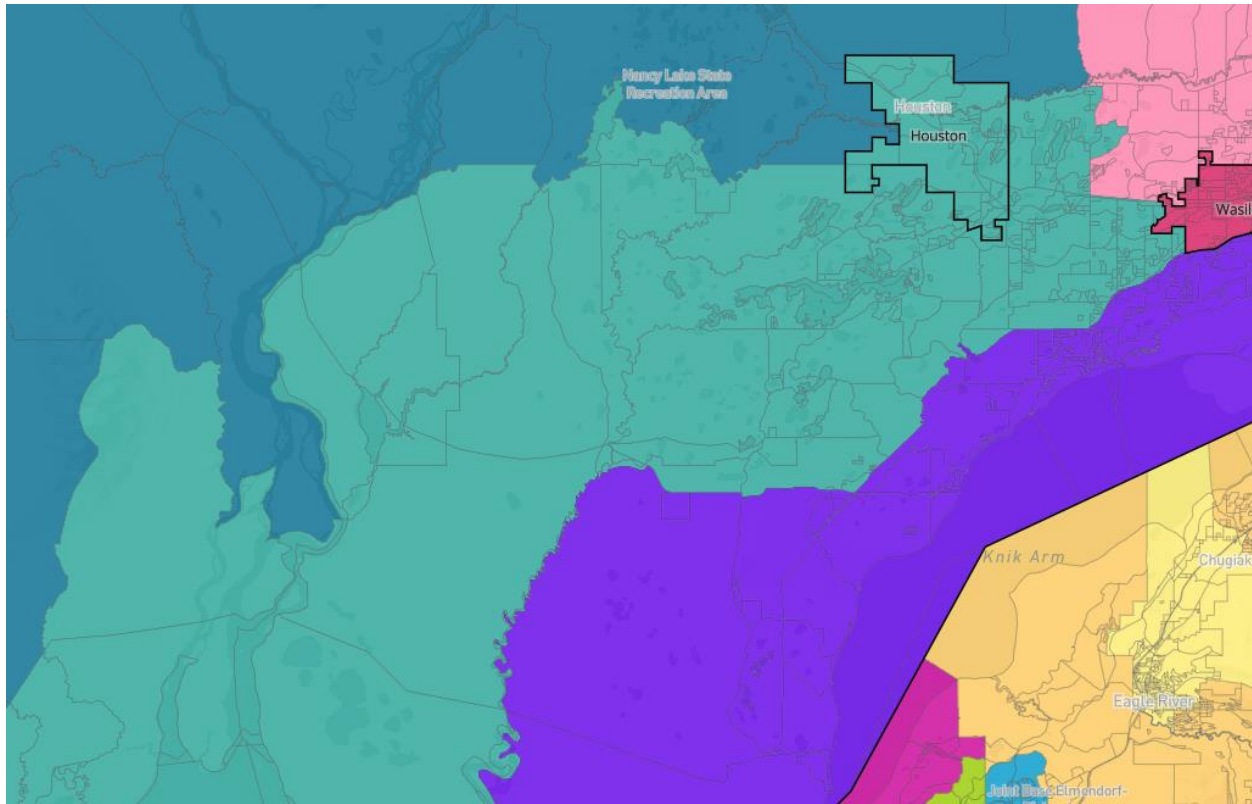 Nancy Lake State
Recreation Area
Houston
Houston
Wasil
Knik Arm
Chugiak
Eagle River
Joint Base Elmendorf-